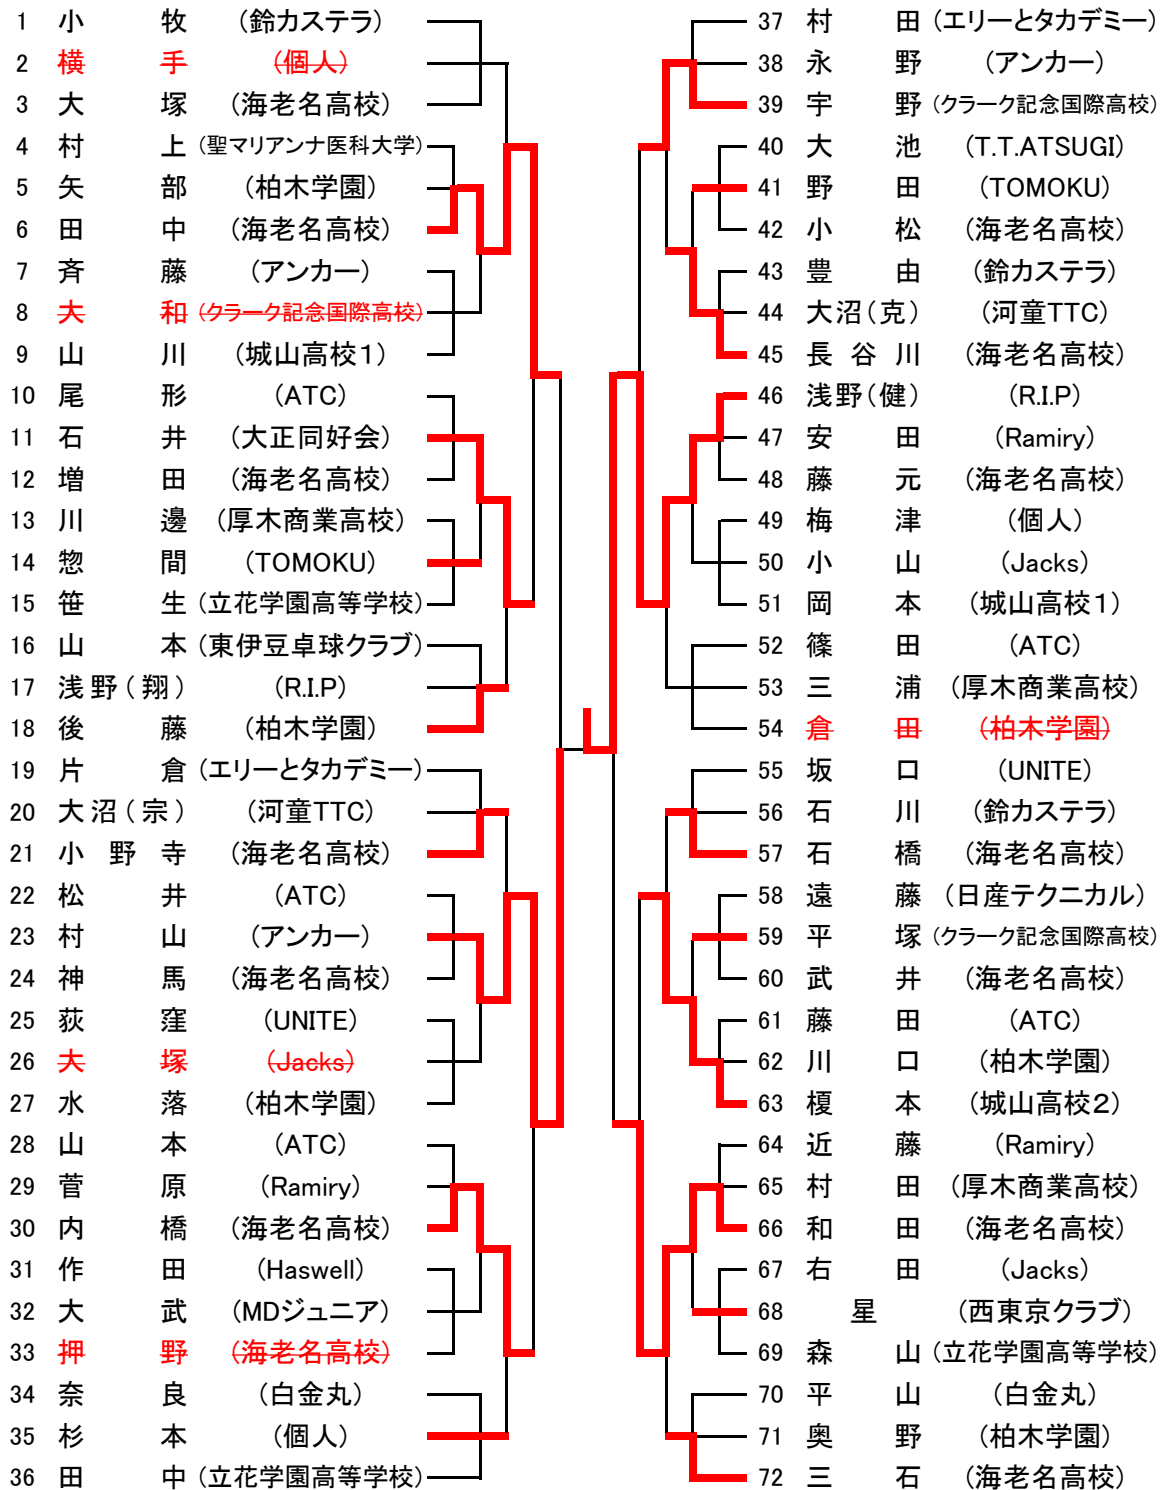 1 小 牧 (鈴カステラ)
2 横 手 (個人)
3 大 塚 (海老名高校)
4 村 上 (聖マリアンナ医科大学)
5 矢 部 (柏木学園)
6 田 中 (海老名高校)
7 斉 藤 (アンカー)
8 大 和 (クラーク記念国際高校)
9 山 川 (城山高校1)
10 尾 形 (ATC)
11 石 井 (大正同好会)
12 増 田 (海老名高校)
13 川 邊 (厚木商業高校)
14 惣 間 (TOMOKU)
15 笹 生 (立花学園高等学校)
16 山 本 (東伊豆卓球クラブ)
17 浅野(翔) (R.I.P)
18 後 藤 (柏木学園)
19 片 倉 (エリーとタカデミー)
20 大沼(宗) (河童TTC)
21 小 野 寺 (海老名高校)
22 松 井 (ATC)
23 村 山 (アンカー)
24 神 馬 (海老名高校)
25 荻 窪 (UNITE)
26 大 塚 (Jacks)
27 水 落 (柏木学園)
28 山 本 (ATC)
29 菅 原 (Ramiry)
30 内 橋 (海老名高校)
31 作 田 (Haswell)
32 大 武 (MDジュニア)
33 押 野 (海老名高校)
34 奈 良 (白金丸)
35 杉 本 (個人)
36 田 中 (立花学園高等学校)
37 村 田 (エリーとタカデミー)
38 永 野 (アンカー)
39 宇 野 (クラーク記念国際高校)
40 大 池 (T.T.ATSUGI)
41 野 田 (TOMOKU)
42 小 松 (海老名高校)
43 豊 由 (鈴カステラ)
44 大沼(克) (河童TTC)
45 長 谷 川 (海老名高校)
46 浅野(健) (R.I.P)
47 安 田 (Ramiry)
48 藤 元 (海老名高校)
49 梅 津 (個人)
50 小 山 (Jacks)
51 岡 本 (城山高校1)
52 篠 田 (ATC)
53 三 浦 (厚木商業高校)
54 倉 田 (柏木学園)
55 坂 口 (UNITE)
56 石 川 (鈴カステラ)
57 石 橋 (海老名高校)
58 遠 藤 (日産テクニカル)
59 平 塚 (クラーク記念国際高校)
60 武 井 (海老名高校)
61 藤 田 (ATC)
62 川 口 (柏木学園)
63 榎 本 (城山高校2)
64 近 藤 (Ramiry)
65 村 田 (厚木商業高校)
66 和 田 (海老名高校)
67 右 田 (Jacks)
68 星 (西東京クラブ)
69 森 山 (立花学園高等学校)
70 平 山 (白金丸)
71 奥 野 (柏木学園)
72 三 石 (海老名高校)